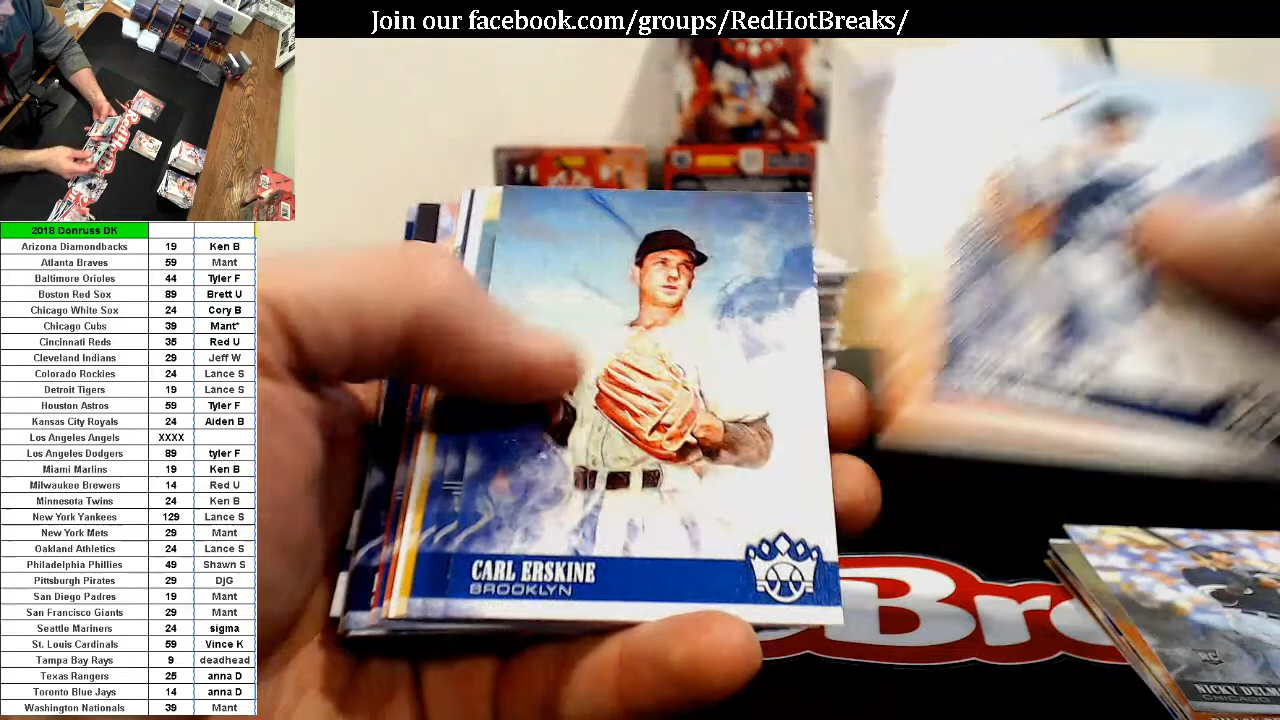 Join our facebook.com/groups/RedHotBreaks/
2018 Donruss DK
Arizona Diamondbacks 19 Ken B
Atlanta Braves 59 Mant
Baltimore Orioles 44 Tyler F
Boston Red Sox 89 Brett U
Chicago White Sox 24 Cory B
Chicago Cubs 39 Mant*
Cincinnati Reds 35 Red U
Cleveland Indians 29 Jeff W
Colorado Rockies 24 Lance S
Detroit Tigers 19 Lance S
Houston Astros 59 Tyler F
Kansas City Royals 24 Aiden B
Los Angeles Angels XXXX
Los Angeles Dodgers 89 tyler F
Miami Marlins 19 Ken B
Milwaukee Brewers 14 Red U
Minnesota Twins 24 Ken B
New York Yankees 129 Lance S
New York Mets 29 Mant
Oakland Athletics 24 Lance S
Philadelphia Phillies 49 Shawn S
Pittsburgh Pirates 29 DjG
San Diego Padres 19 Mant
San Francisco Giants 29 Mant
Seattle Mariners 24 sigma
St. Louis Cardinals 59 Vince K
Tampa Bay Rays 9 deadhead
Texas Rangers 25 anna D
Toronto Blue Jays 14 anna D
Washington Nationals 39 Mant
CARL ERSKINE
BROOKLYN
Bre
RC
NICKY DELM
CHICAGO